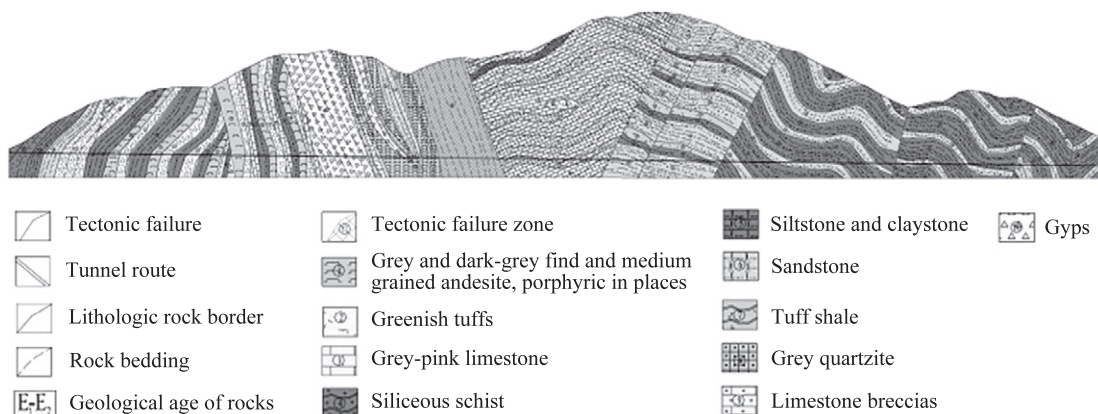 Tectonic failure
Tunnel route
Lithologic rock border
Rock bedding
E₁-E₂ Geological age of rocks
Tectonic failure zone
Grey and dark-grey find and medium
grained andesite, porphyric in places
Greenish tuffs
Grey-pink limestone
Siliceous schist
Siltstone and claystone
Sandstone
Tuff shale
Grey quartzite
Limestone breccias
Gyps